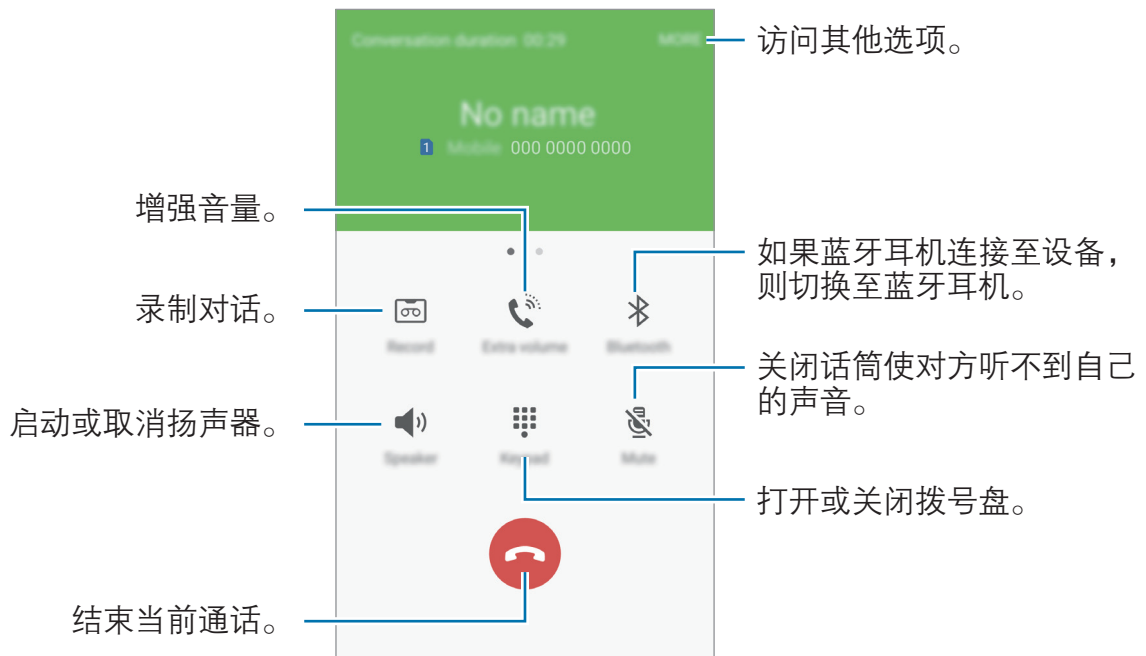 Conversation duration 00:29
MORE
访问其他选项。
No name
1 Mobile 000 0000 0000
增强音量。
如果蓝牙耳机连接至设备，
则切换至蓝牙耳机。
录制对话。
Record
Extra volume
Bluetooth
关闭话筒使对方听不到自己
的声音。
启动或取消扬声器。
Speaker
Keypad
Mute
打开或关闭拨号盘。
结束当前通话。